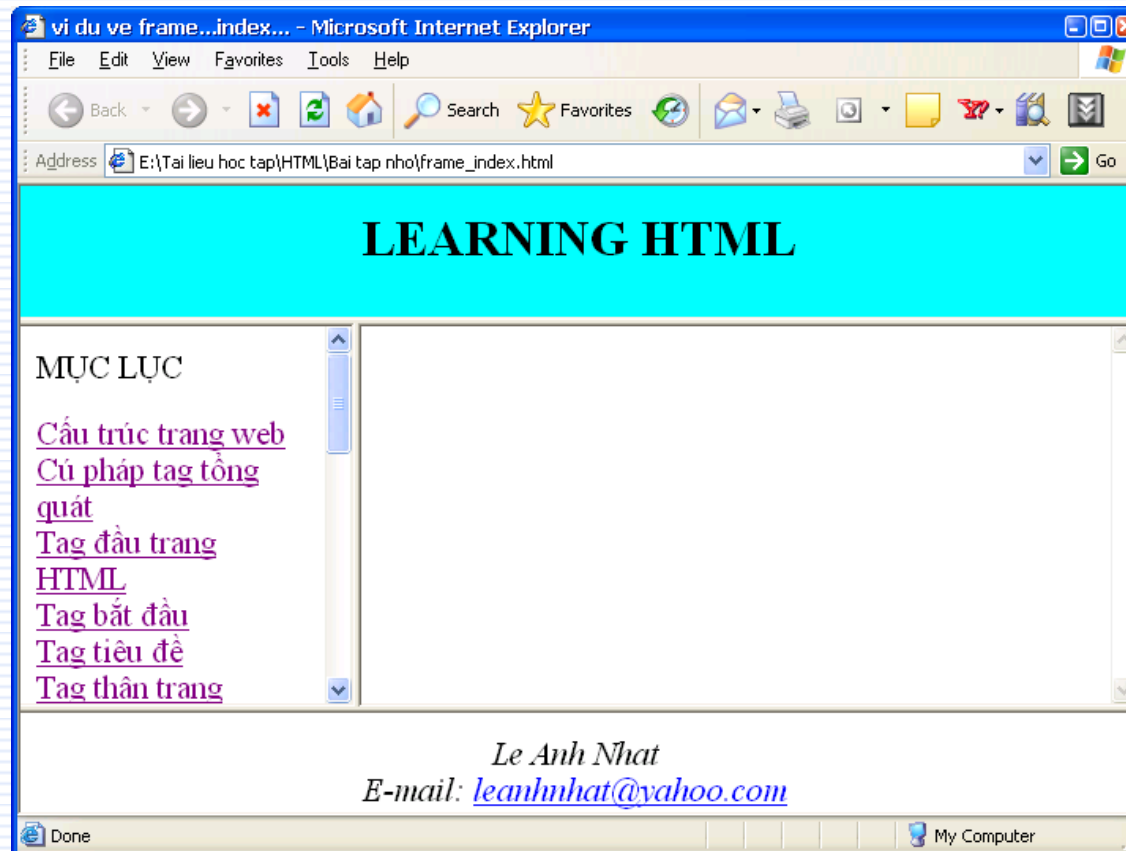 vi du ve frame...index... - Microsoft Internet Explorer
File Edit View Favorites Tools Help
Back Search Favorites
Address E:\Tai lieu hoc tap\HTML\Bai tap nho\frame_index.html Go
LEARNING HTML
MỤC LỤC
Cấu trúc trang web
Cú pháp tag tổng
quát
Tag đầu trang
HTML
Tag bắt đầu
Tag tiêu đề
Tag thân trang
Le Anh Nhat
E-mail: leanhnhat@yahoo.com
Done My Computer